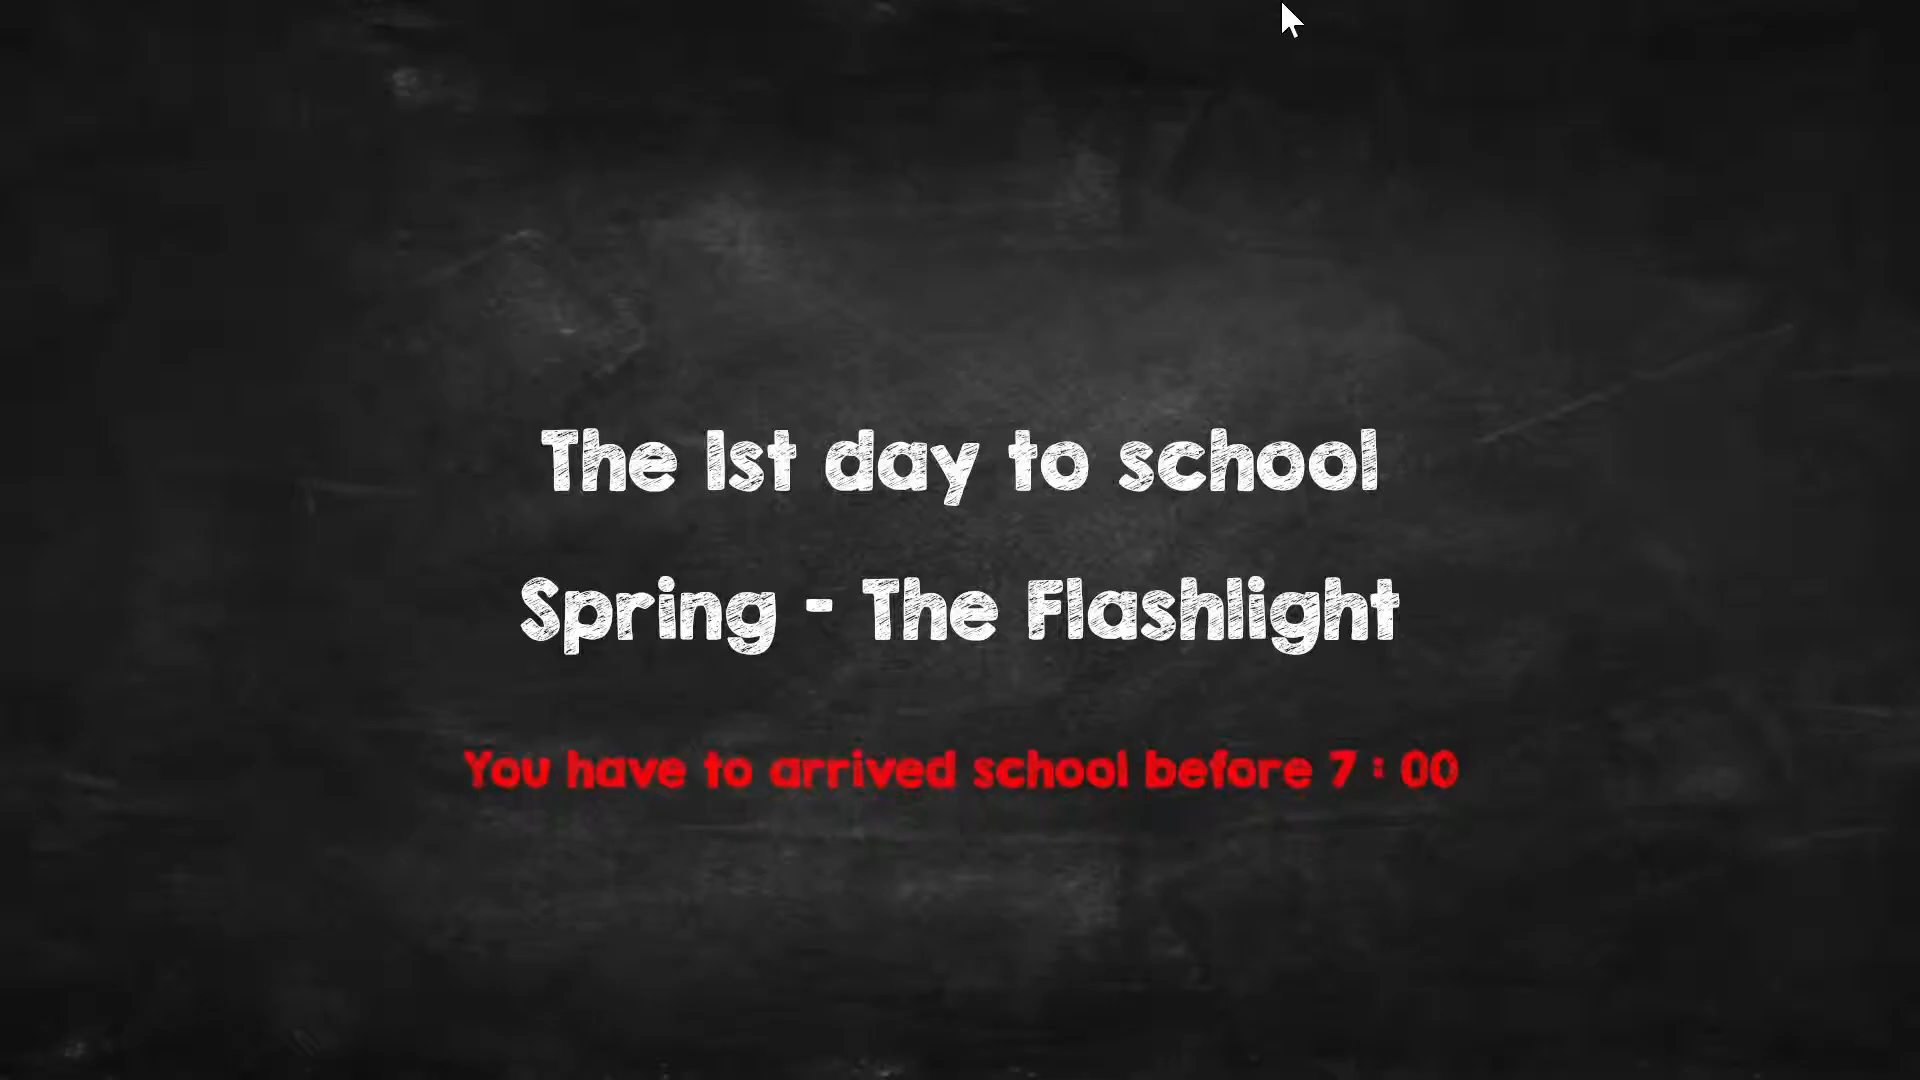 The 1st day to school
Spring - The Flashlight
You have to arrived school before 7 : 00